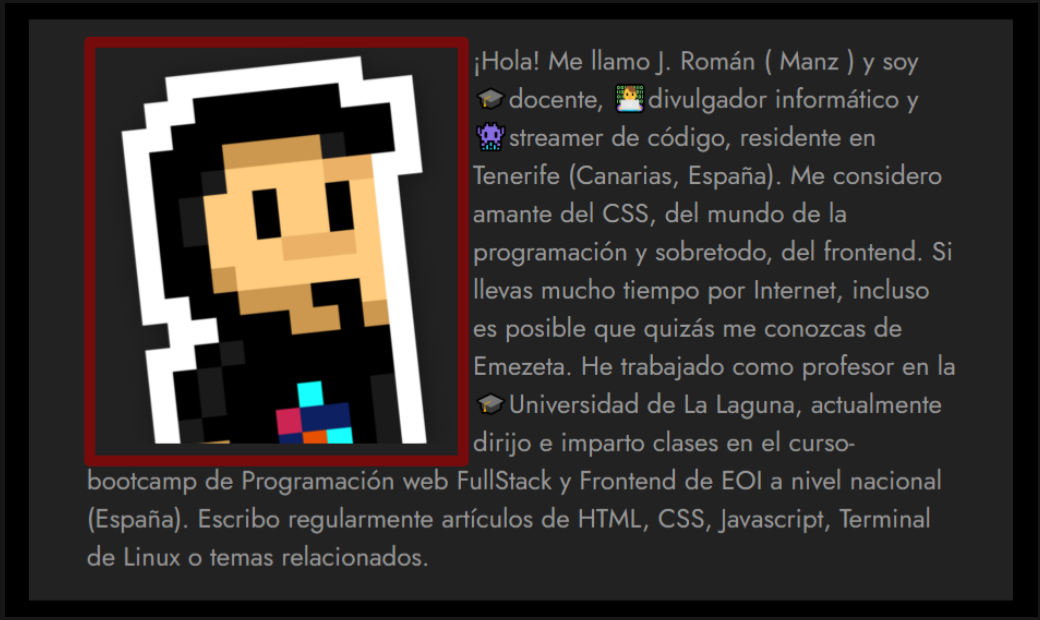 ¡Hola! Me llamo J. Román ( Manz ) y soy
🎓docente, 👨‍💻divulgador informático y
👾streamer de código, residente en
Tenerife (Canarias, España). Me considero
amante del CSS, del mundo de la
programación y sobretodo, del frontend. Si
llevas mucho tiempo por Internet, incluso
es posible que quizás me conozcas de
Emezeta. He trabajado como profesor en la
🎓Universidad de La Laguna, actualmente
dirijo e imparto clases en el curso-
bootcamp de Programación web FullStack y Frontend de EOI a nivel nacional
(España). Escribo regularmente artículos de HTML, CSS, Javascript, Terminal
de Linux o temas relacionados.